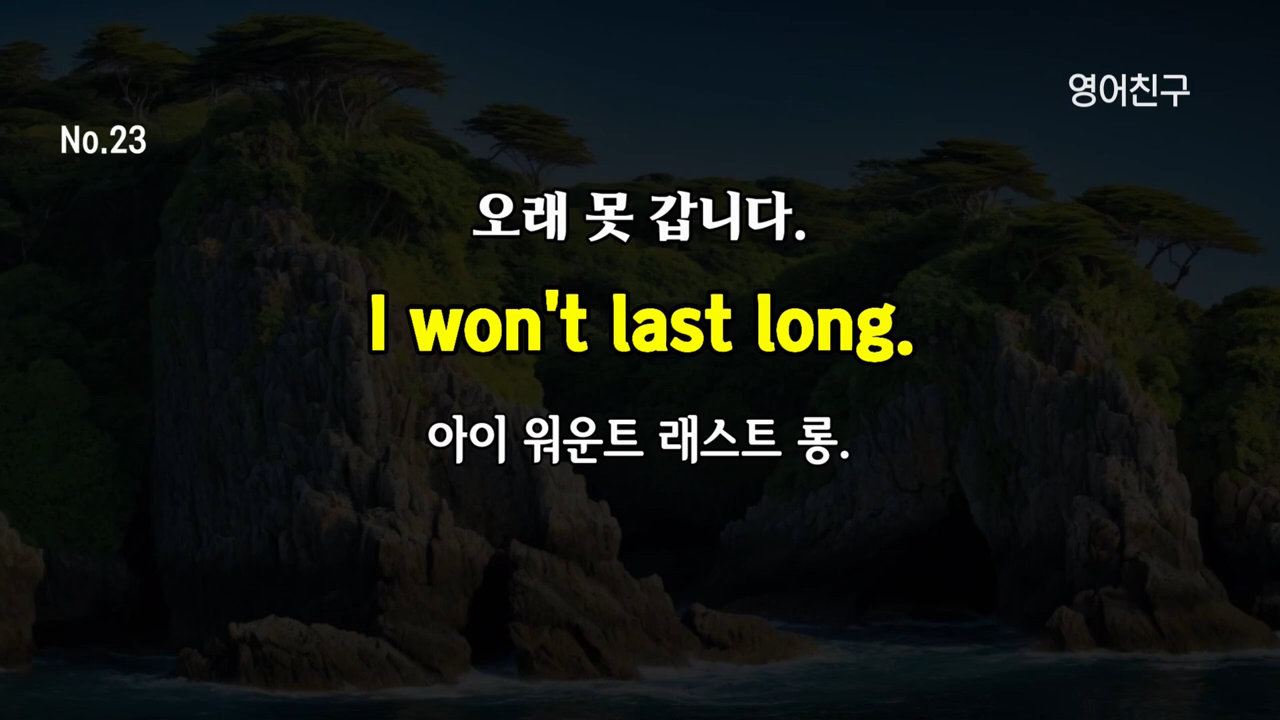 영어친구
No.23
오래 못 갑니다.
I won't last long.
아이 워운트 래스트 롱.